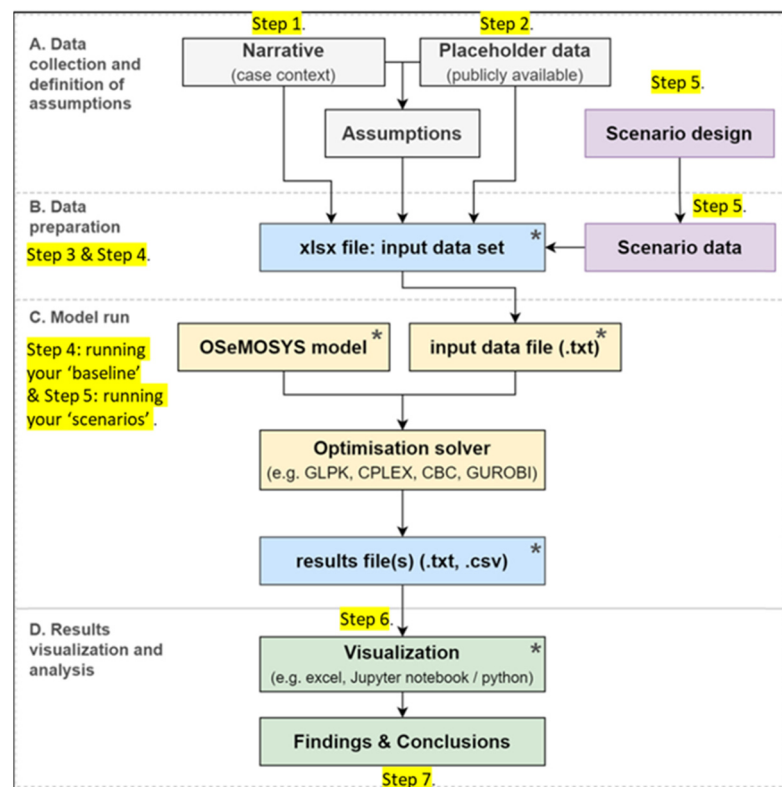 Step 1.
Step 2.
A. Data
collection and
definition of
assumptions
Narrative
(case context)
Placeholder data
(publicly available)
Step 5.
Assumptions
Scenario design
B. Data
preparation
Step 3 & Step 4.
Step 5.
xlsx file: input data set *
Scenario data
C. Model run
Step 4: running
your ‘baseline’
& Step 5: running
your ‘scenarios’.
OSeMOSYS model *
input data file (.txt) *
Optimisation solver
(e.g. GLPK, CPLEX, CBC, GUROBI)
results file(s) (.txt, .csv) *
D. Results
visualization and
analysis
Step 6.
Visualization *
(e.g. excel, Jupyter notebook / python)
Findings & Conclusions
Step 7.